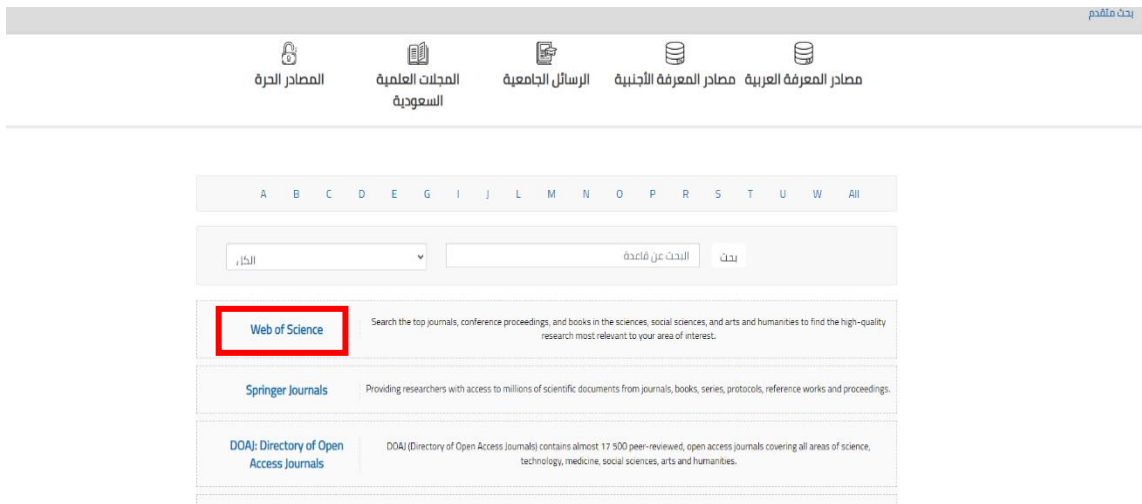 بحث متقدم
مصادر المعرفة العربية
مصادر المعرفة الأجنبية
الرسائل الجامعية
المجلات العلمية
السعودية
المصادر الحرة
A B C D E G I J L M N O P R S T U W All
الكل
البحث عن قاعدة
بحث
Web of Science
Search the top journals, conference proceedings, and books in the sciences, social sciences, and arts and humanities to find the high-quality
research most relevant to your area of interest.
Springer Journals
Providing researchers with access to millions of scientific documents from journals, books, series, protocols, reference works and proceedings.
DOAJ: Directory of Open
Access Journals
DOAJ (Directory of Open Access Journals) contains almost 17 500 peer-reviewed, open access journals covering all areas of science,
technology, medicine, social sciences, arts and humanities.